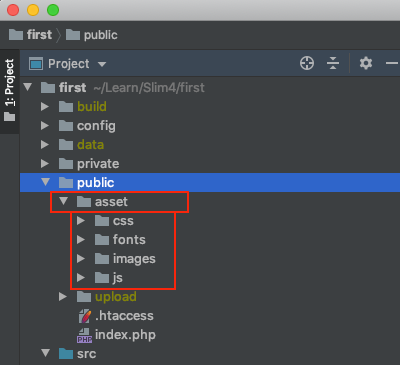 first public
1: Project
Project
first ~/Learn/Slim4/first
build
config
data
private
public
asset
css
fonts
images
js
upload
.htaccess
index.php
src